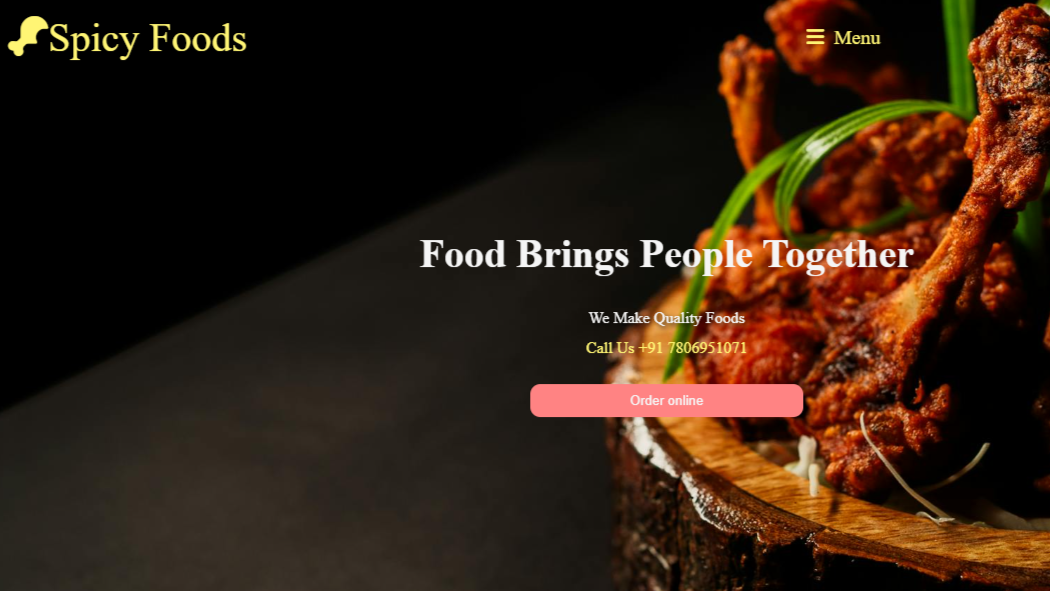 Spicy Foods
Menu
Food Brings People Together
We Make Quality Foods
Call Us +91 7806951071
Order online